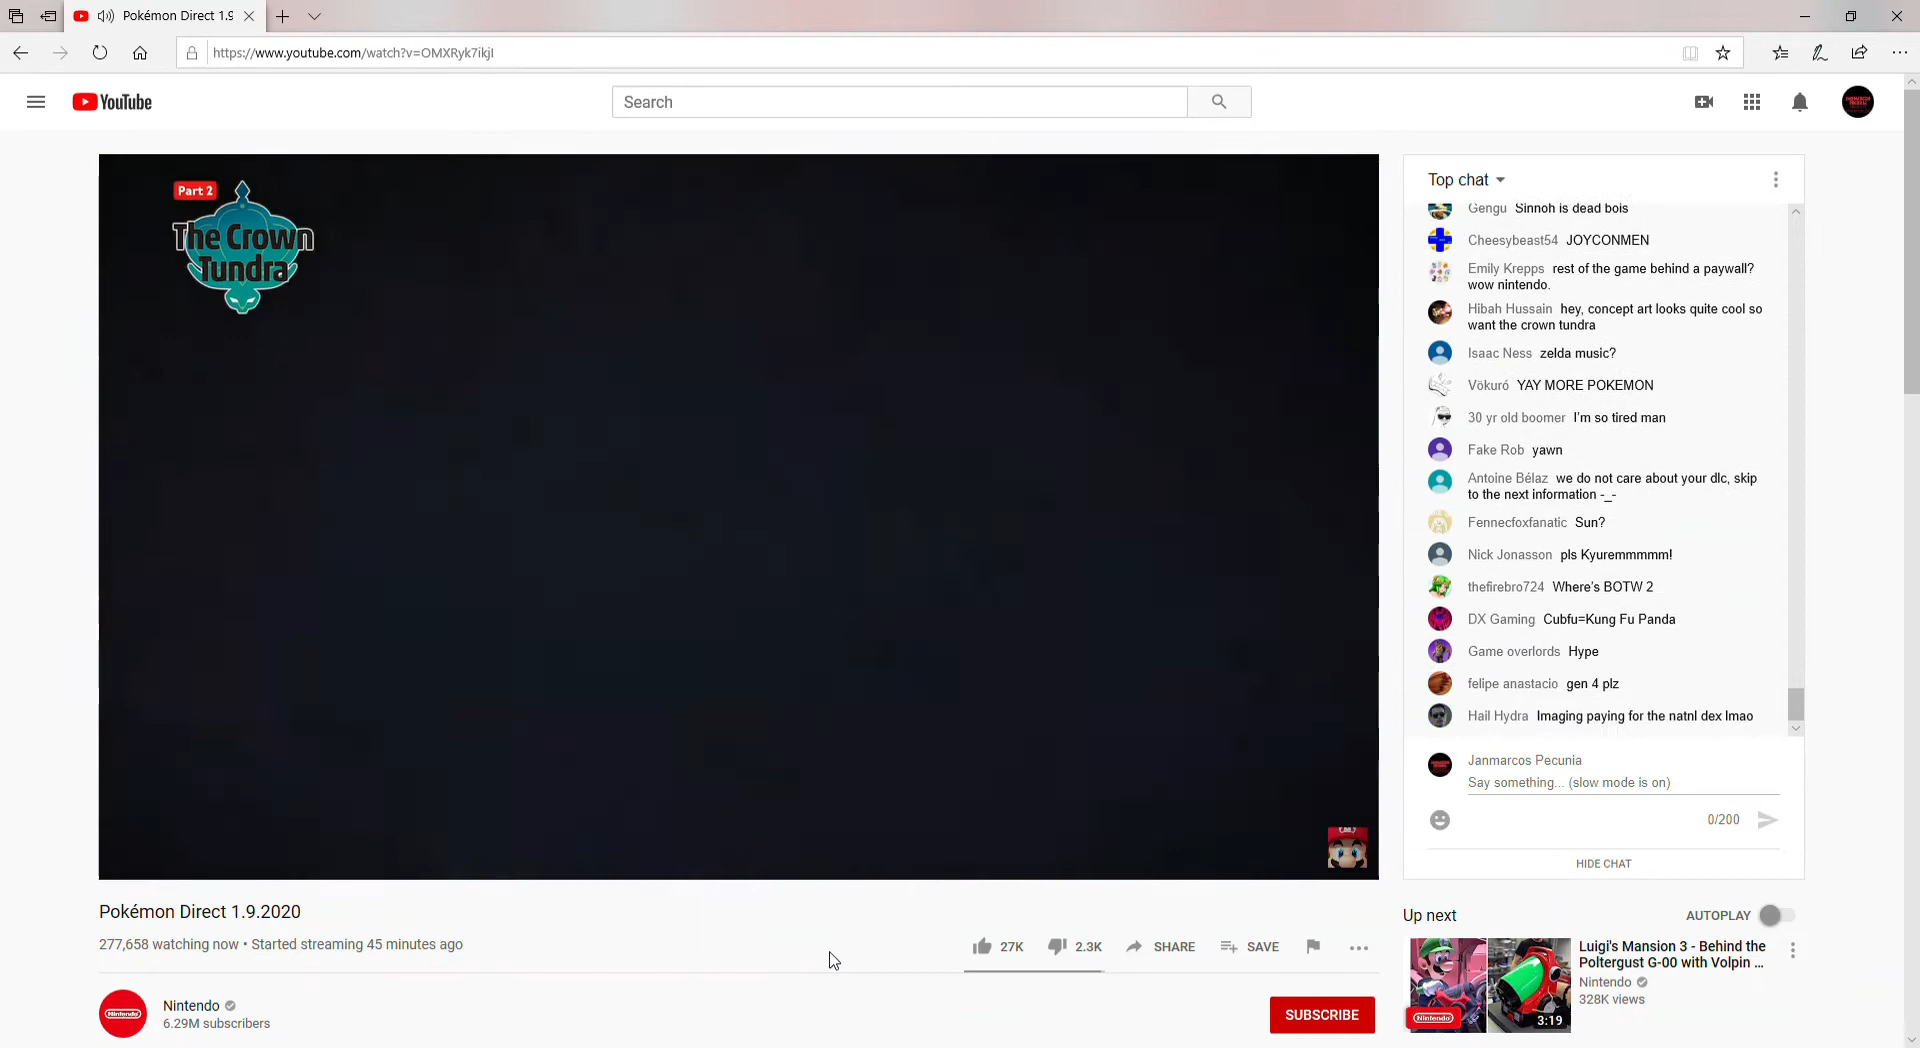 Pokémon Direct 1.9
https://www.youtube.com/watch?v=OMXRyk7ikjI
YouTube
Search
Part 2
The Crown
Tundra
Top chat
Gengu Sinnoh is dead bois
Cheesybeast54 JOYCONMEN
Emily Krepps rest of the game behind a paywall?
wow nintendo.
Hibah Hussain hey, concept art looks quite cool so
want the crown tundra
Isaac Ness zelda music?
Vökuró YAY MORE POKEMON
30 yr old boomer I'm so tired man
Fake Rob yawn
Antoine Bélaz we do not care about your dlc, skip
to the next information -_-
Fennecfoxfanatic Sun?
Nick Jonasson pls Kyuremmmmm!
thefirebro724 Where's BOTW 2
DX Gaming Cubfu=Kung Fu Panda
Game overlords Hype
felipe anastacio gen 4 plz
Hail Hydra Imaging paying for the natnl dex lmao
Janmarcos Pecunia
Say something... (slow mode is on)
0/200
HIDE CHAT
Pokémon Direct 1.9.2020
277,658 watching now • Started streaming 45 minutes ago
27K
2.3K
SHARE
SAVE
Nintendo
Nintendo
6.29M subscribers
SUBSCRIBE
Up next
AUTOPLAY
Luigi's Mansion 3 - Behind the
Poltergust G-00 with Volpin ...
Nintendo
328K views
Nintendo
3:19